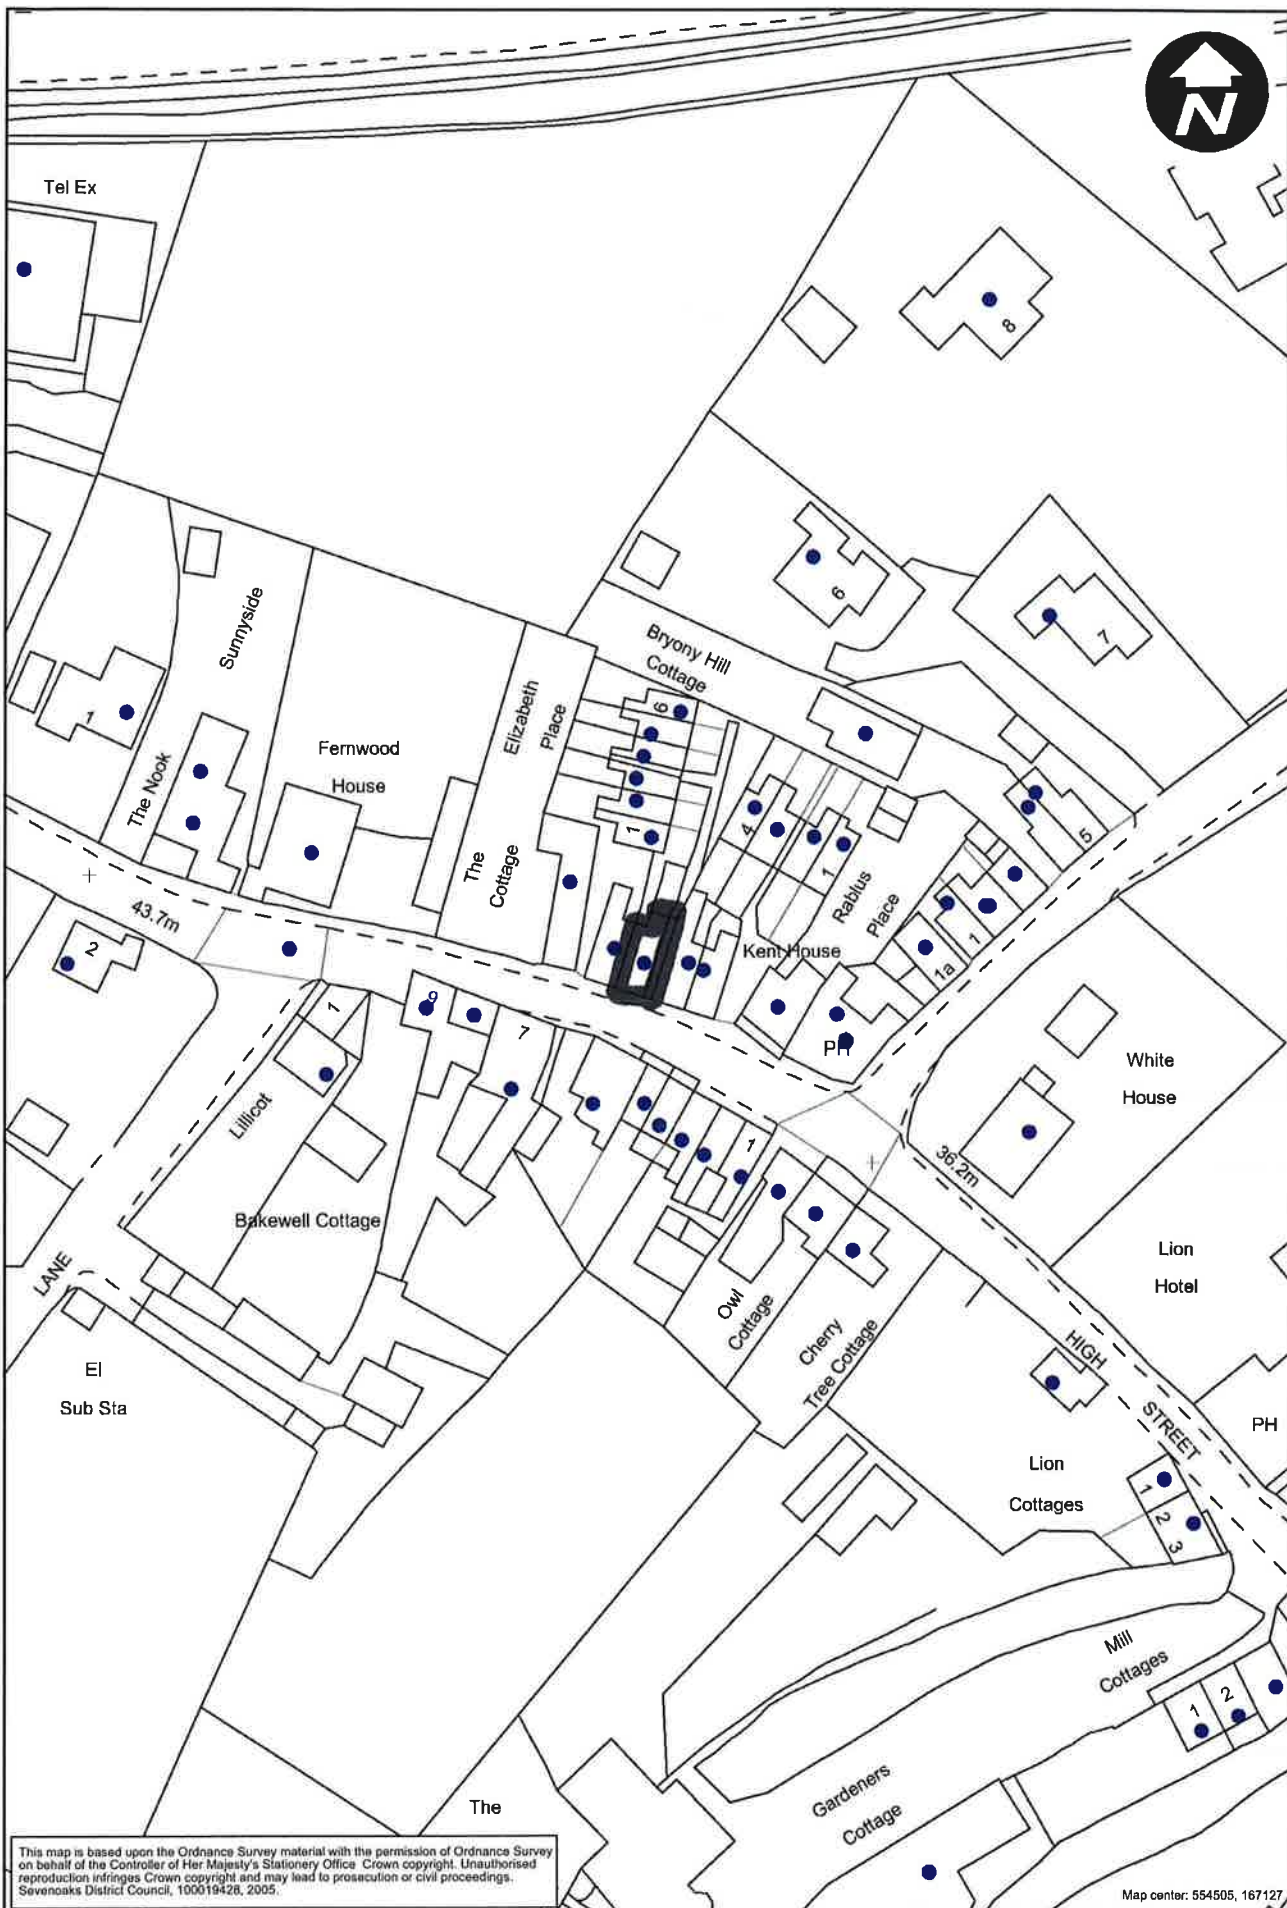 N
Tel Ex
8
6
7
Sunnyside
Bryony Hill
Cottage
Elizabeth
Place
6
1
The Nook
Fernwood
House
The
Cottage
1
4
1
Rablus
Place
5
Kent House
1
1a
43.7m
2
9
7
1
PH
White
House
Lillicot
1
36.2m
Bakewell Cottage
LANE
Owl
Cottage
Cherry
Tree Cottage
Lion
Hotel
El
Sub Sta
HIGH
STREET
PH
Lion
Cottages
1
2
3
Mill
Cottages
1
2
Gardeners
Cottage
The
This map is based upon the Ordnance Survey material with the permission of Ordnance Survey
on behalf of the Controller of Her Majesty's Stationery Office Crown copyright. Unauthorised
reproduction infringes Crown copyright and may lead to prosecution or civil proceedings.
Sevenoaks District Council, 100019428, 2005.
Map center: 554505, 167127